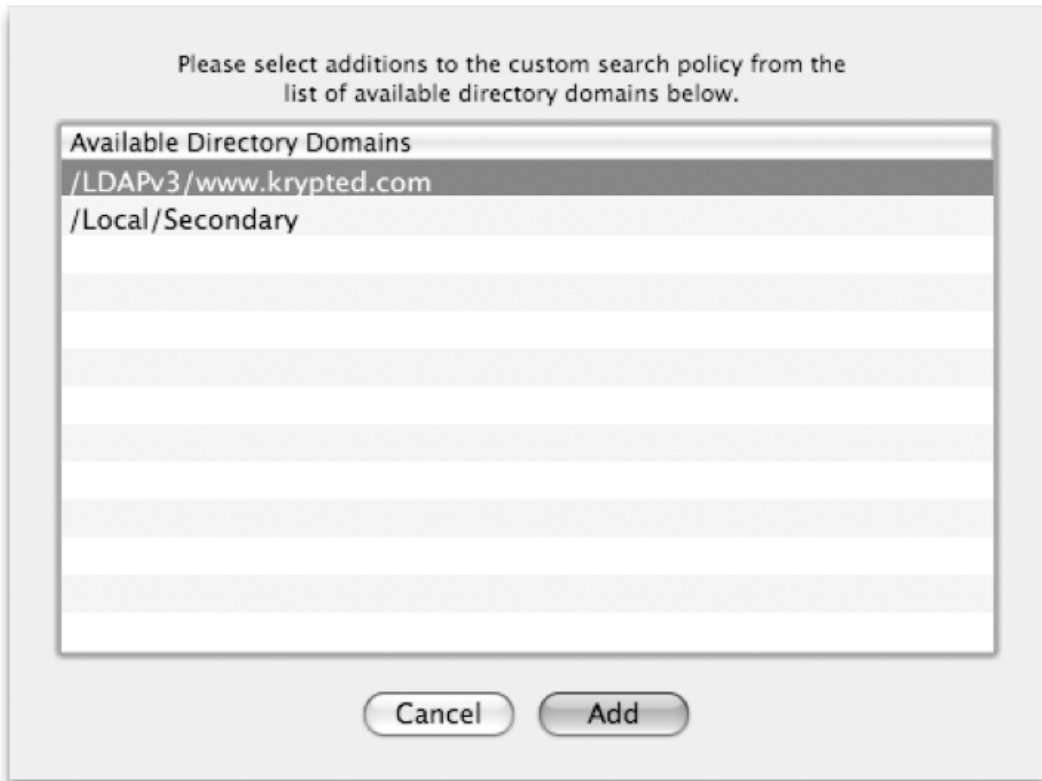 Please select additions to the custom search policy from the
list of available directory domains below.
Available Directory Domains
/LDAPv3/www.krypted.com
/Local/Secondary
Cancel
Add